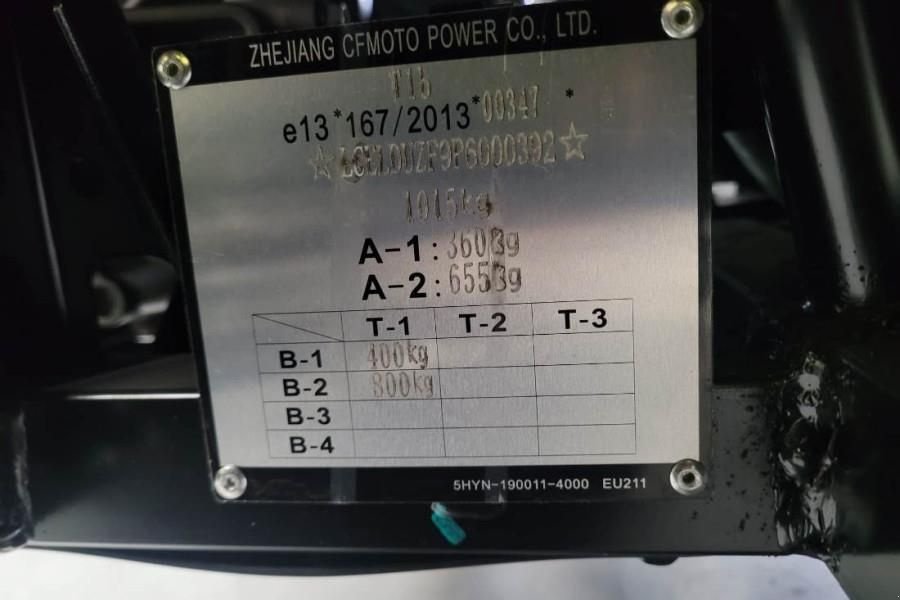 ZHEJIANG CFMOTO POWER CO., LTD.
T1b
e13*167/2013*00347 *
1015kg
A-1: 360kg
A-2: 655kg
T-1 T-2 T-3
B-1 400kg
B-2 800kg
B-3
B-4
5HYN-190011-4000 EU211